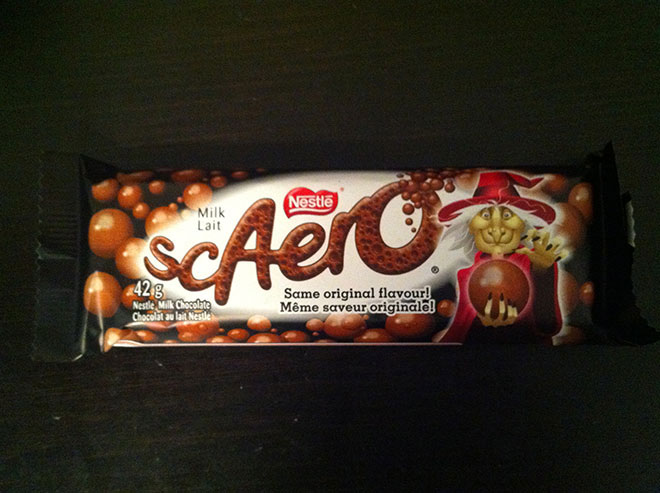 Nestlé
Milk
Lait
scAero
42 g
Nestlé Milk Chocolate
Chocolat au lait Nestlé
Same original flavour!
Même saveur originale!
®